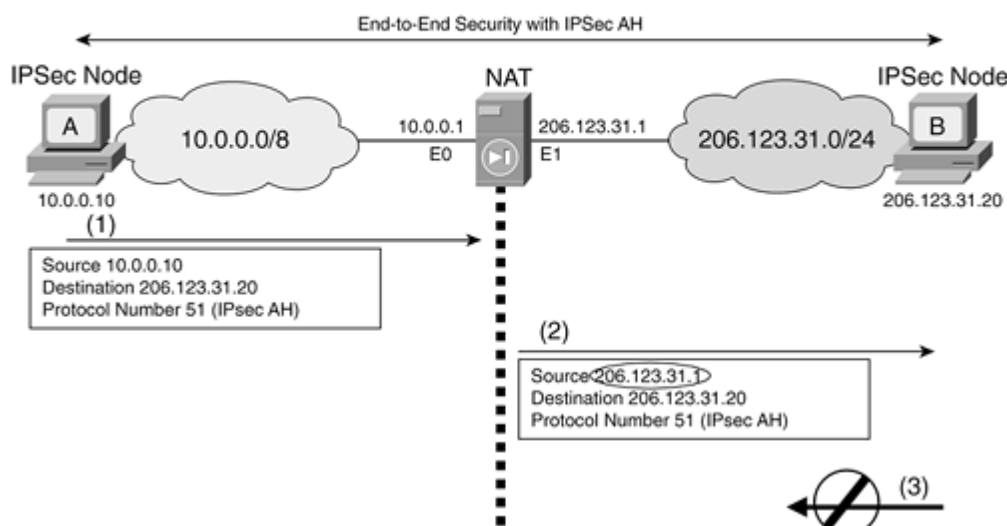 End-to-End Security with IPSec AH
IPSec Node
NAT
IPSec Node
A
10.0.0.0/8
10.0.0.1
206.123.31.1
206.123.31.0/24
B
E0
E1
10.0.0.10
206.123.31.20
(1)
Source 10.0.0.10
Destination 206.123.31.20
Protocol Number 51 (IPsec AH)
(2)
Source 206.123.31.1
Destination 206.123.31.20
Protocol Number 51 (IPsec AH)
(3)